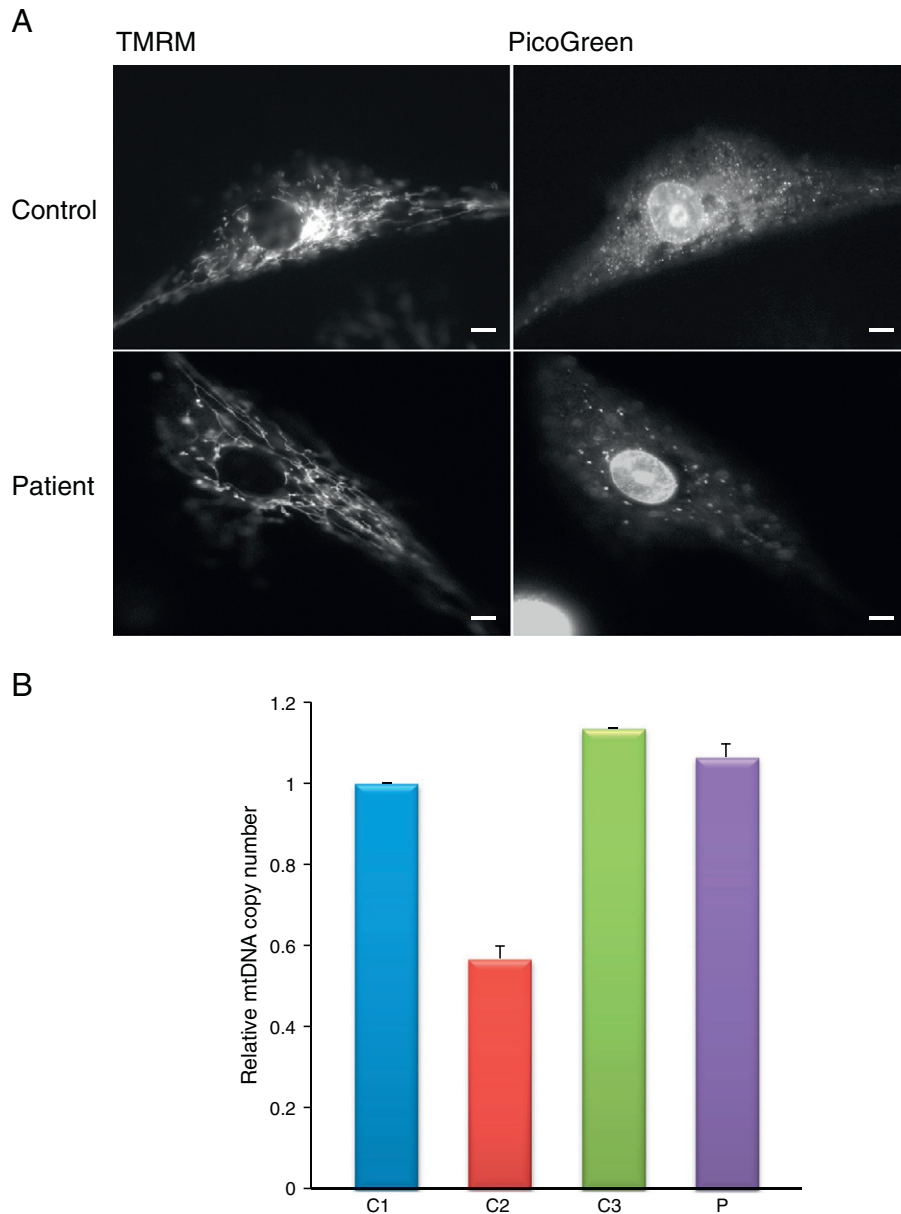 A
TMRM PicoGreen
Control
Patient
B
Relative mtDNA copy number
1.2
1
0.8
0.6
0.4
0.2
0
C1 C2 C3 P